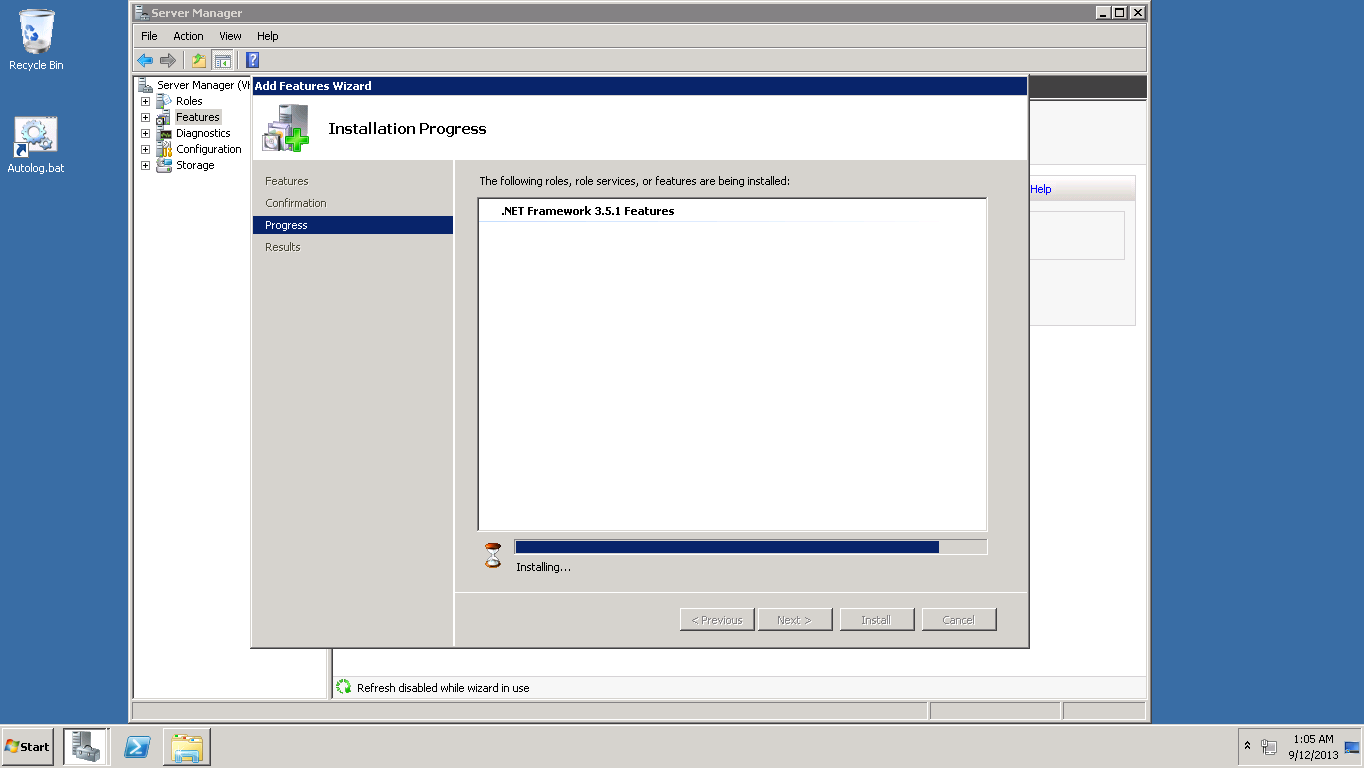 Recycle Bin
Autolog.bat
Server Manager
File Action View Help
Server Manager (V
Roles
Features
Diagnostics
Configuration
Storage
Add Features Wizard
Installation Progress
Features
Confirmation
Progress
Results
The following roles, role services, or features are being installed:
.NET Framework 3.5.1 Features
Installing...
< Previous Next > Install Cancel
Help
Refresh disabled while wizard in use
Start
1:05 AM
9/12/2013